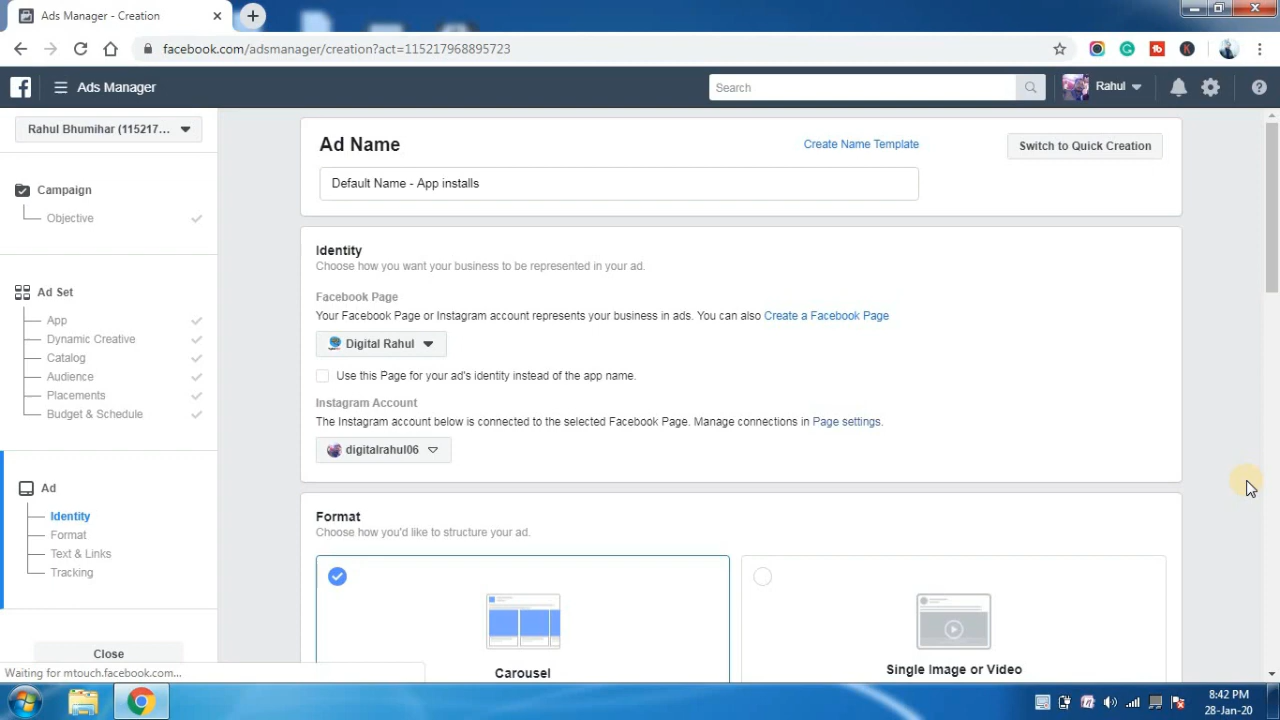 Ads Manager - Creation
facebook.com/adsmanager/creation?act=115217968895723
Ads Manager
Search
Rahul
Rahul Bhumihar (115217...
Campaign
Objective
Ad Set
App
Dynamic Creative
Catalog
Audience
Placements
Budget & Schedule
Ad
Identity
Format
Text & Links
Tracking
Close
Ad Name
Create Name Template
Switch to Quick Creation
Default Name - App installs
Identity
Choose how you want your business to be represented in your ad.
Facebook Page
Your Facebook Page or Instagram account represents your business in ads. You can also Create a Facebook Page
Digital Rahul
Use this Page for your ad's identity instead of the app name.
Instagram Account
The Instagram account below is connected to the selected Facebook Page. Manage connections in Page settings.
digitalrahul06
Format
Choose how you'd like to structure your ad.
Carousel
Single Image or Video
Waiting for mtouch.facebook.com...
8:42 PM
28-Jan-20